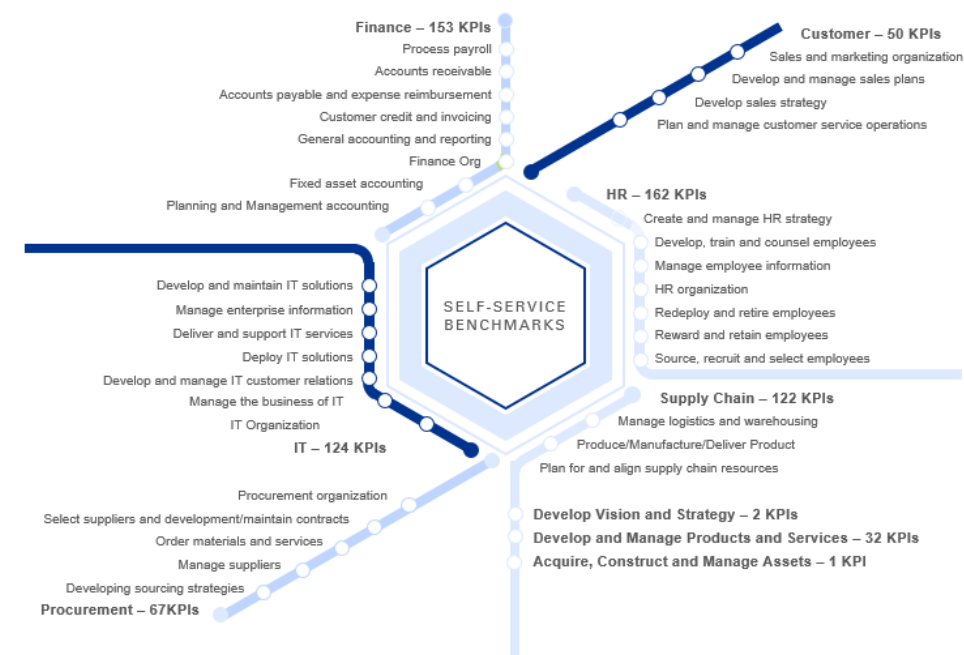 Finance – 153 KPIs
Process payroll
Accounts receivable
Accounts payable and expense reimbursement
Customer credit and invoicing
General accounting and reporting
Finance Org
Fixed asset accounting
Planning and Management accounting
Customer – 50 KPIs
Sales and marketing organization
Develop and manage sales plans
Develop sales strategy
Plan and manage customer service operations
HR – 162 KPIs
Create and manage HR strategy
Develop, train and counsel employees
Manage employee information
HR organization
Redeploy and retire employees
Reward and retain employees
Source, recruit and select employees
SELF-SERVICE
BENCHMARKS
Develop and maintain IT solutions
Manage enterprise information
Deliver and support IT services
Deploy IT solutions
Develop and manage IT customer relations
Manage the business of IT
IT Organization
IT – 124 KPIs
Supply Chain – 122 KPIs
Manage logistics and warehousing
Produce/Manufacture/Deliver Product
Plan for and align supply chain resources
Develop Vision and Strategy – 2 KPIs
Develop and Manage Products and Services – 32 KPIs
Acquire, Construct and Manage Assets – 1 KPI
Procurement organization
Select suppliers and development/maintain contracts
Order materials and services
Manage suppliers
Developing sourcing strategies
Procurement – 67KPIs